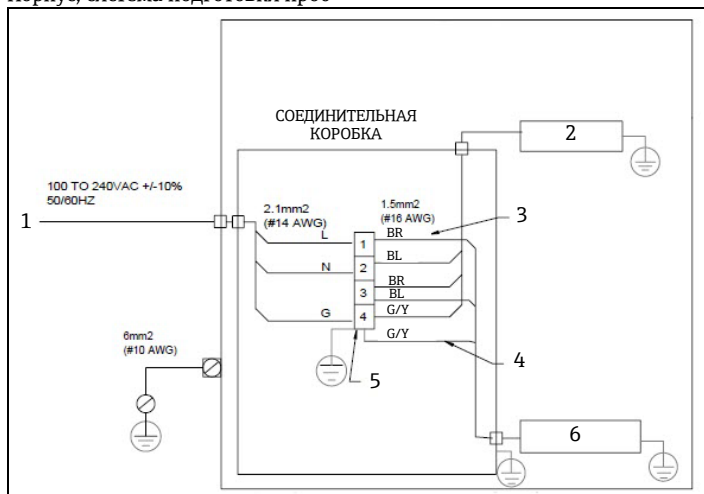 СОЕДИНИТЕЛЬНАЯ
КОРОБКА
2
100 TO 240VAC +/-10%
50/60HZ
1
2.1mm2
(#14 AWG)
1.5mm2
(#16 AWG)
3
L
1
BR
N
2
BL
3
BR
BL
G
4
G/Y
G/Y
4
5
6mm2
(#10 AWG)
6